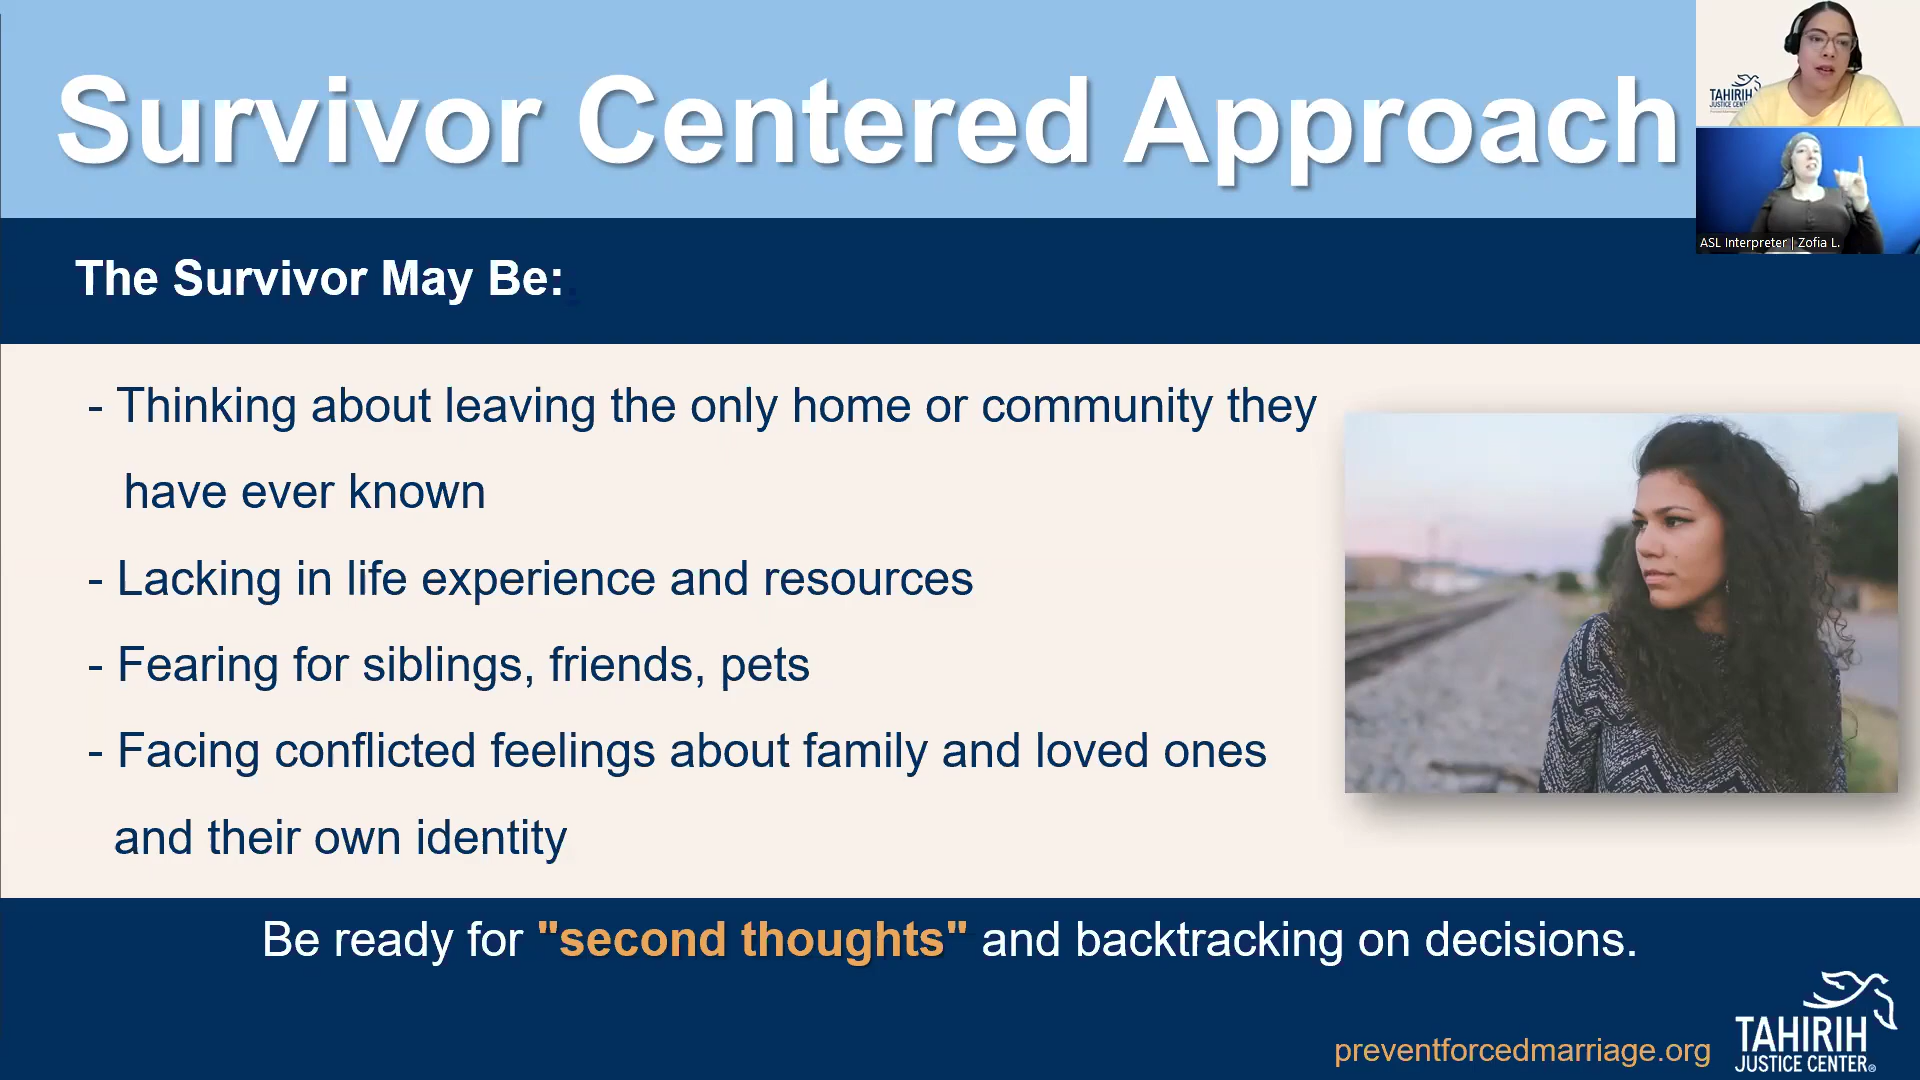 Survivor Centered Approach
TAHIRIH
ASL Interpreter | Zofia L.
The Survivor May Be:
- Thinking about leaving the only home or community they
have ever known
- Lacking in life experience and resources
- Fearing for siblings, friends, pets
- Facing conflicted feelings about family and loved ones
and their own identity
Be ready for "second thoughts" and backtracking on decisions.
preventforcedmarriage.org
TAHIRIH
JUSTICE CENTER®